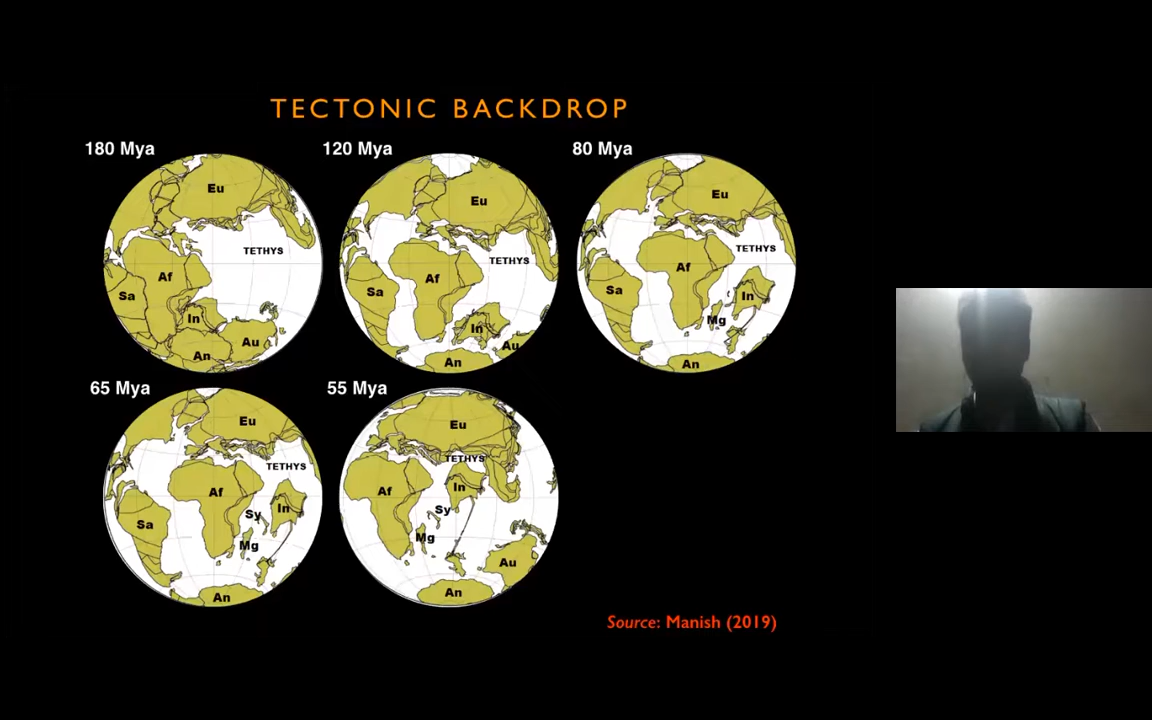 TECTONIC BACKDROP
180 Mya
120 Mya
80 Mya
Eu
TETHYS
Af
Sa
In
Au
An
Eu
TETHYS
Af
Sa
In
Au
An
Eu
TETHYS
Af
Sa
In
Mg
An
65 Mya
55 Mya
Eu
TETHYS
Af
Sy
In
Sa
Mg
An
Eu
TETHYS
Af
In
Sy
Mg
Au
An
Source: Manish (2019)